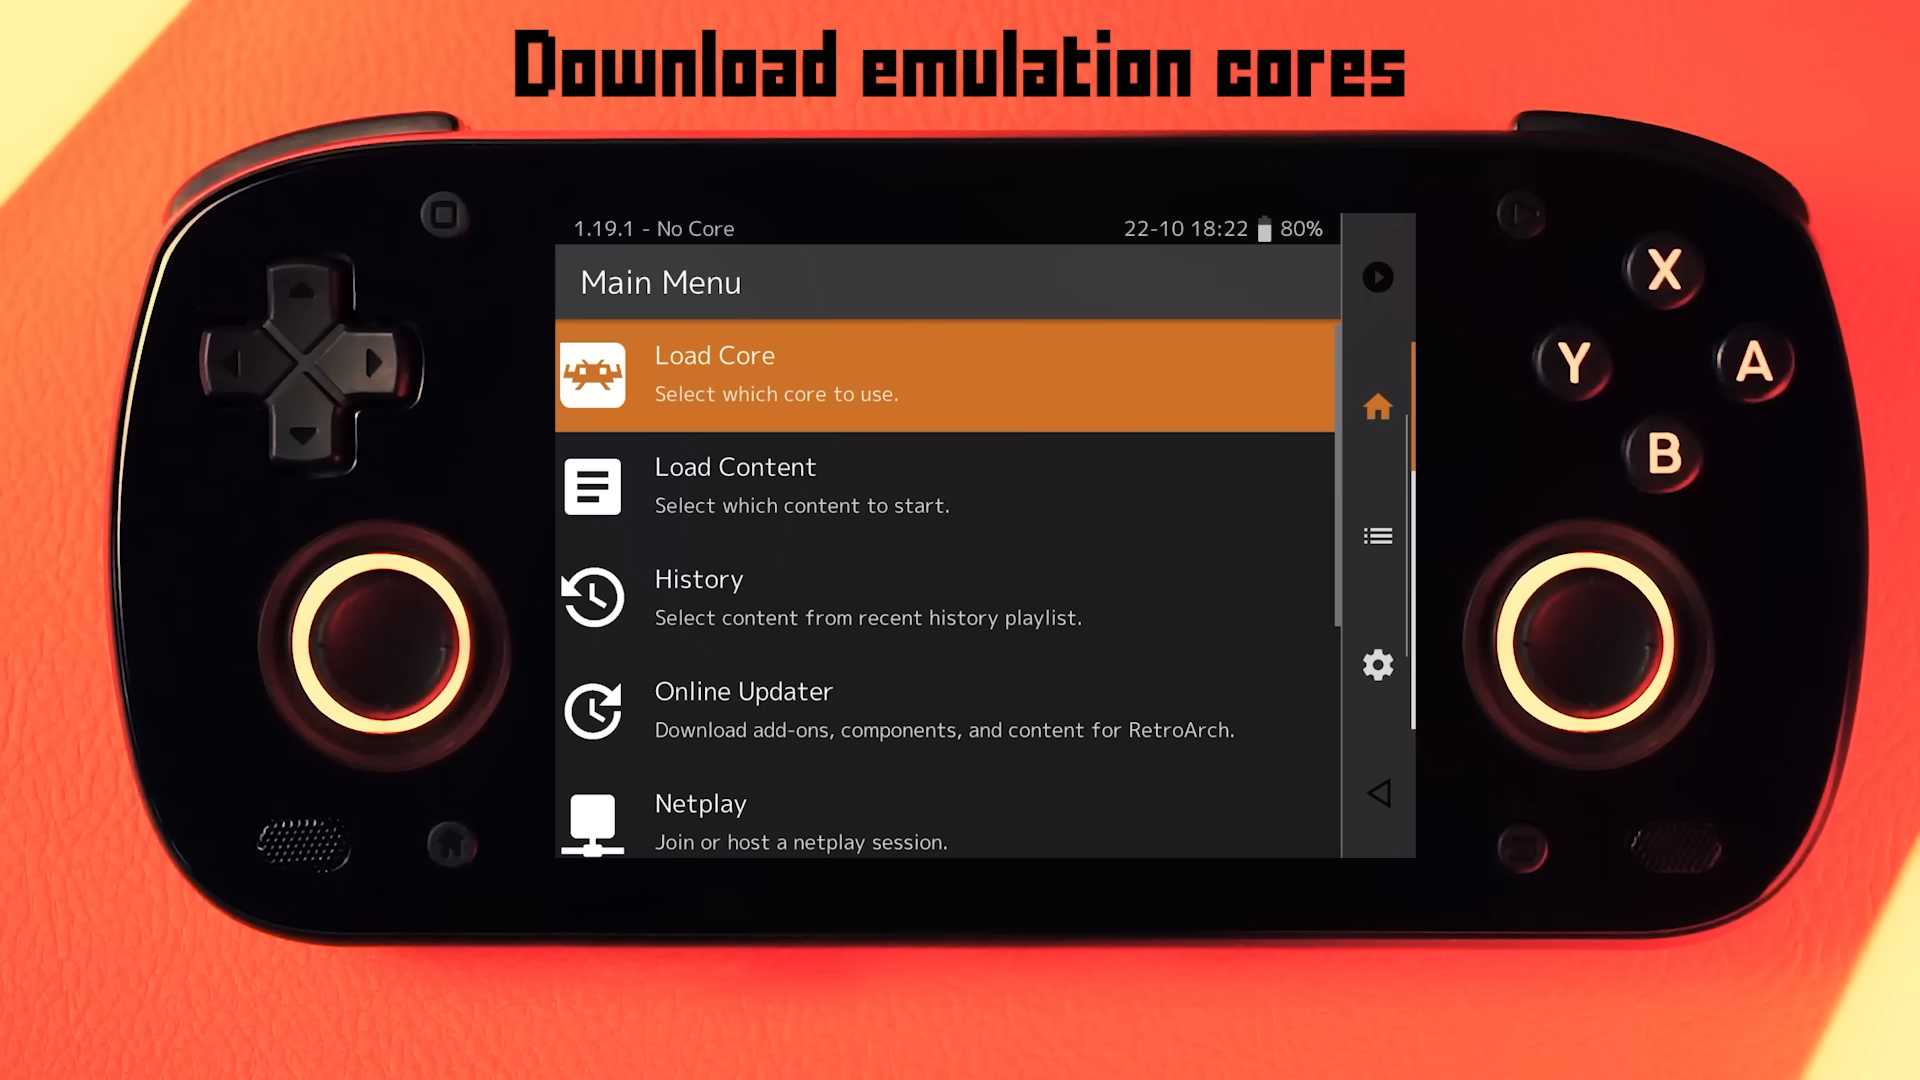 Download emulation cores
1.19.1 - No Core
22-10 18:22 80%
Main Menu
Load Core
Select which core to use.
Load Content
Select which content to start.
History
Select content from recent history playlist.
Online Updater
Download add-ons, components, and content for RetroArch.
Netplay
Join or host a netplay session.
X
Y
A
B